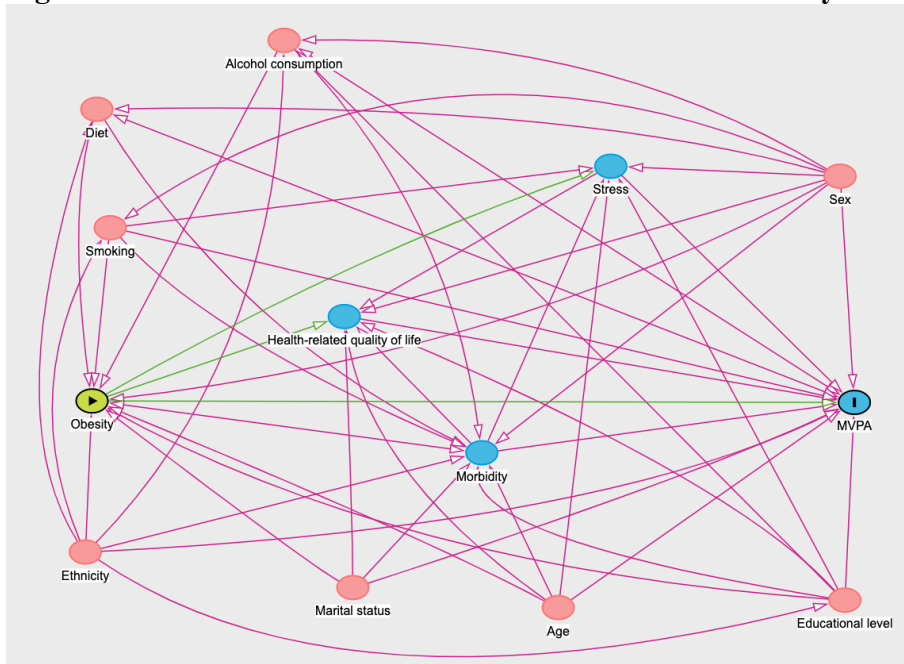 Alcohol consumption
Diet
Stress
Sex
Smoking
Health-related quality of life
Obesity
MVPA
Morbidity
Ethnicity
Marital status
Age
Educational level